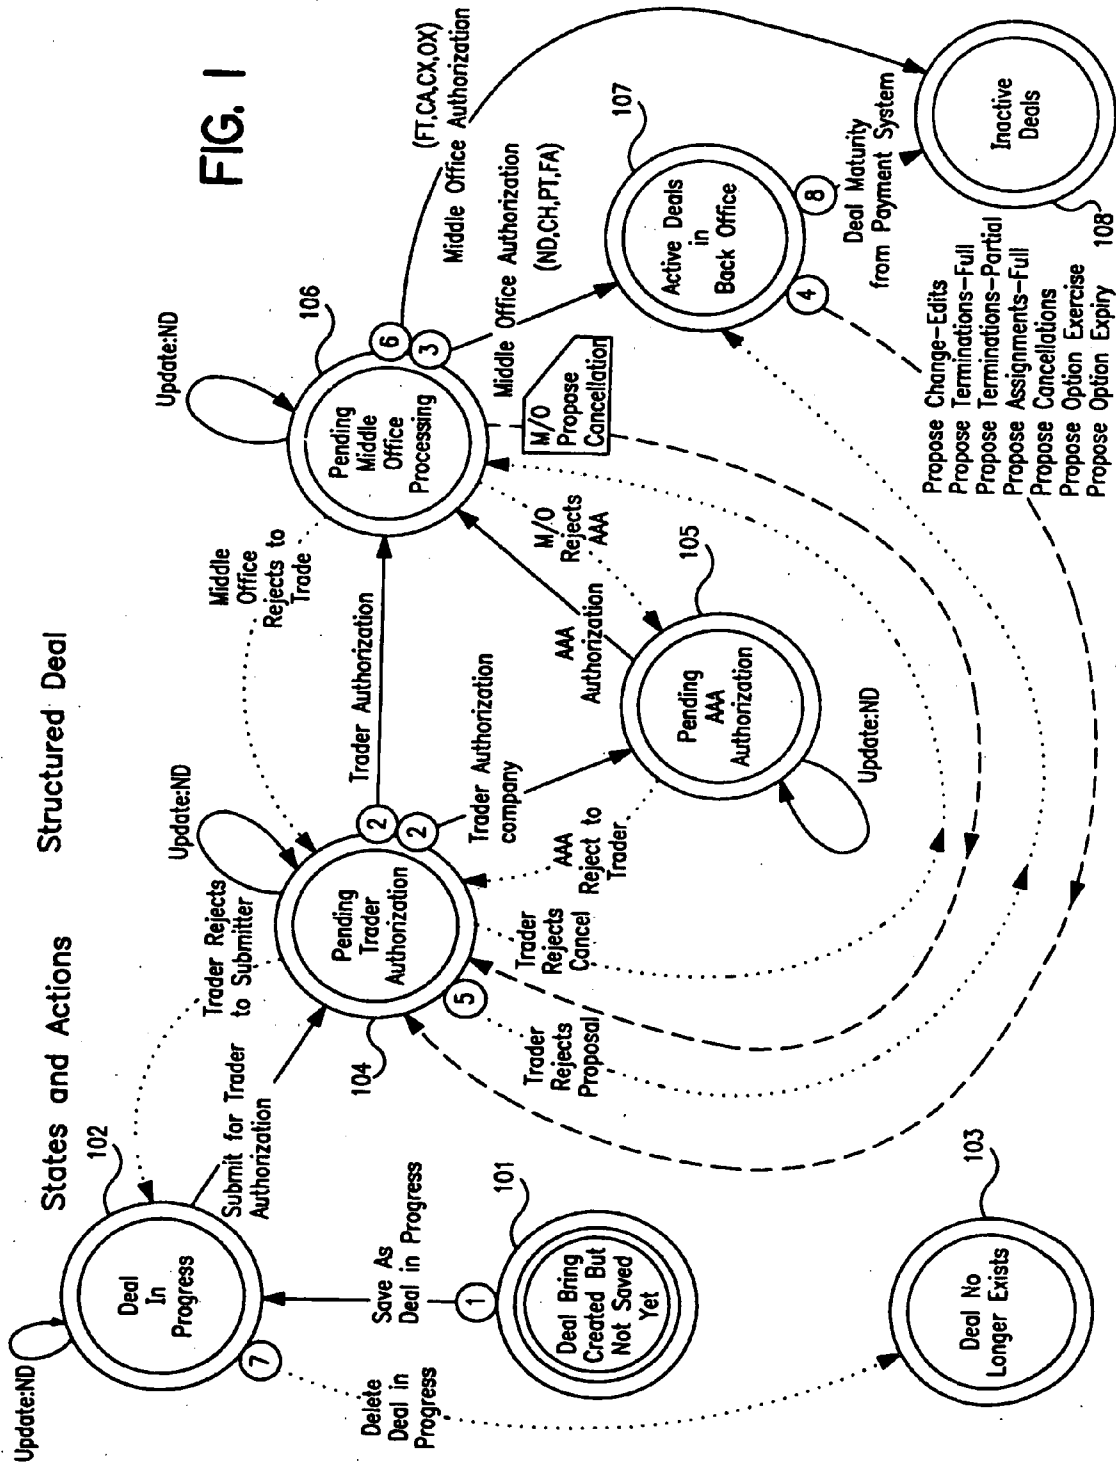 States and Actions
Structured Deal
FIG. 1
Update:ND
Deal
In
Progress
102
7
Delete
Deal in
Progress
Save As
Deal in Progress
1
101
Deal Bring
Created But
Not Saved
Yet
103
Deal No
Longer Exists
Trader Rejects
to Submitter
Submit for Trader
Authorization
Update:ND
Pending
Trader
Authorization
104
2
2
5
Trader Authorization
Trader Authorization
company
AAA
Reject to
Trader
Trader
Rejects
Cancel
Trader
Rejects
Proposal
Middle
Office
Rejects to
Trade
Update:ND
Pending
Middle
Office
Processing
106
6
3
M/O
Rejects
AAA
AAA
Authorization
105
Pending
AAA
Authorization
Update:ND
M/O
Propose
Cancellation
(FT,CA,CX,OX)
Middle Office Authorization
Middle Office Authorization
(ND,CH,PT,FA)
107
Active Deals
in
Back Office
4
8
Deal Maturity
from Payment System
Inactive
Deals
108
Propose Change-Edits
Propose Terminations-Full
Propose Terminations-Partial
Propose Assignments-Full
Propose Cancellations
Propose Option Exercise
Propose Option Expiry